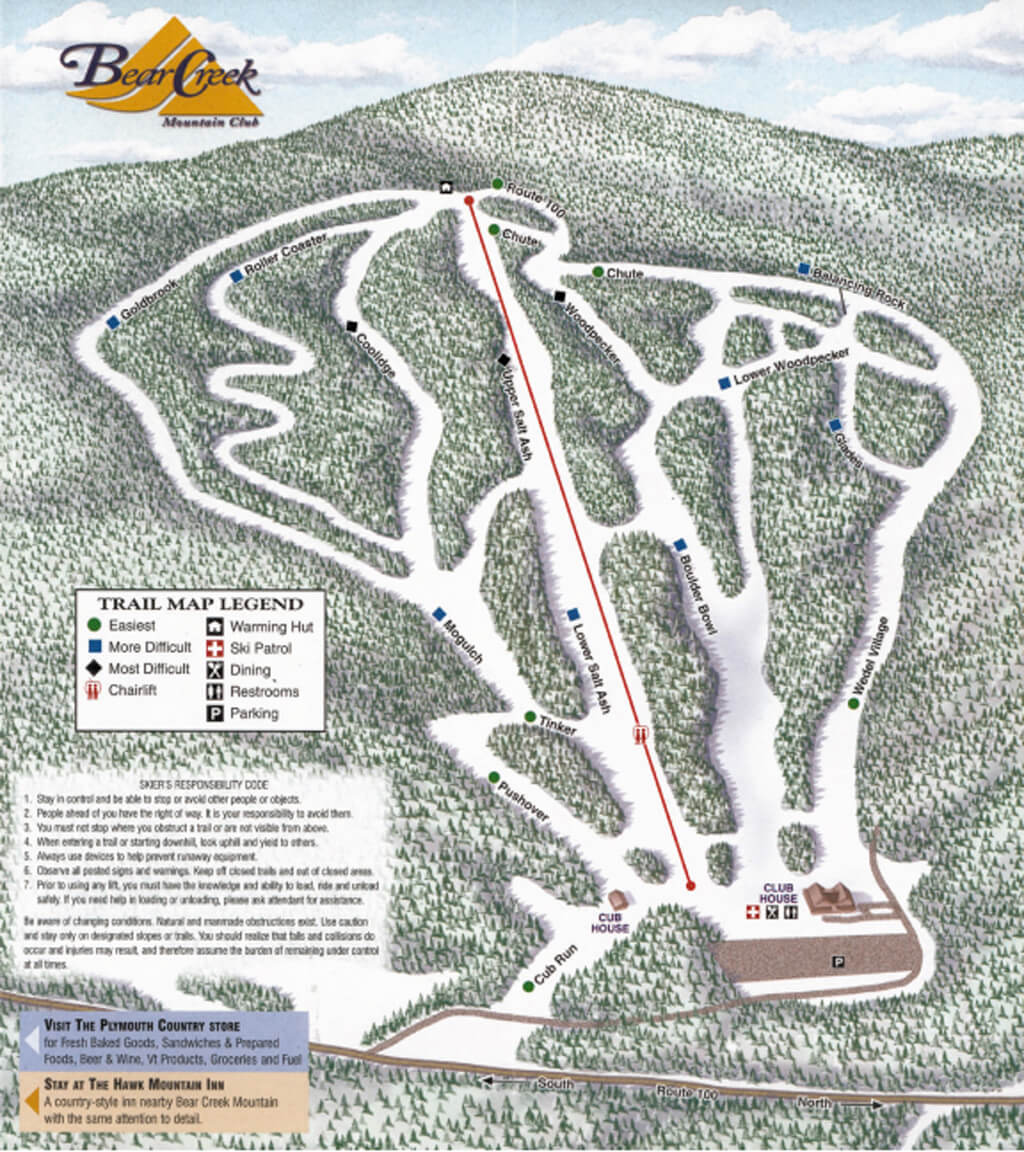 Bear Creek
Mountain Club
Route 100
Chute
Chute
Balancing Rock
Roller Coaster
Goldbrook
Woodpecker
Coolidge
Lower Woodpecker
Upper Salt Ash
Glades
Boulder Bowl
Mogulch
Lower Salt Ash
Wedel Village
Tinker
Pushover
TRAIL MAP LEGEND
Easiest
More Difficult
Most Difficult
Chairlift
Warming Hut
Ski Patrol
Dining
Restrooms
P Parking
SKIER'S RESPONSIBILITY CODE
1. Stay in control and be able to stop or avoid other people or objects.
2. People ahead of you have the right of way. It is your responsibility to avoid them.
3. You must not stop where you obstruct a trail or are not visible from above.
4. When entering a trail or starting downhill, look uphill and yield to others.
5. Always use devices to help prevent runaway equipment.
6. Observe all posted signs and warnings. Keep off closed trails and out of closed areas.
7. Prior to using any lift, you must have the knowledge and ability to load, ride and unload
safely. If you need help in loading or unloading, please ask attendant for assistance.
Be aware of changing conditions. Natural and manmade obstructions exist. Use caution
and stay only on designated slopes or trails. You should realize that falls and collisions do
occur and injuries may result, and therefore assume the burden of remaining under control
at all times.
CUB
HOUSE
CLUB
HOUSE
P
Cub Run
VISIT THE PLYMOUTH COUNTRY STORE
for Fresh Baked Goods, Sandwiches & Prepared
Foods, Beer & Wine, Vt Products, Groceries and Fuel
STAY AT THE HAWK MOUNTAIN INN
A country-style inn nearby Bear Creek Mountain
with the same attention to detail.
South
Route 100
North